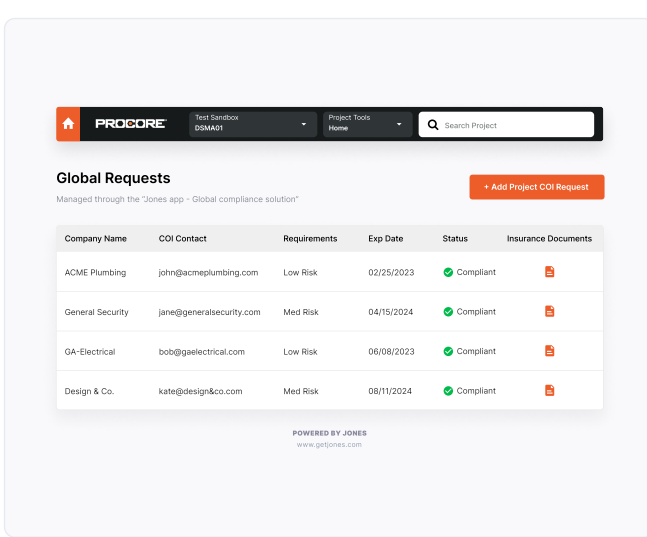 PROCORE
Test Sandbox
DSMA01
Project Tools
Home
Search Project
Global Requests
Managed through the "Jones app - Global compliance solution"
+ Add Project COI Request
Company Name COI Contact Requirements Exp Date Status Insurance Documents
ACME Plumbing john@acmeplumbing.com Low Risk 02/25/2023 Compliant
General Security jane@generalsecurity.com Med Risk 04/15/2024 Compliant
GA-Electrical bob@gaelectrical.com Low Risk 06/08/2023 Compliant
Design & Co. kate@design&co.com Med Risk 08/11/2024 Compliant
POWERED BY JONES
www.getjones.com